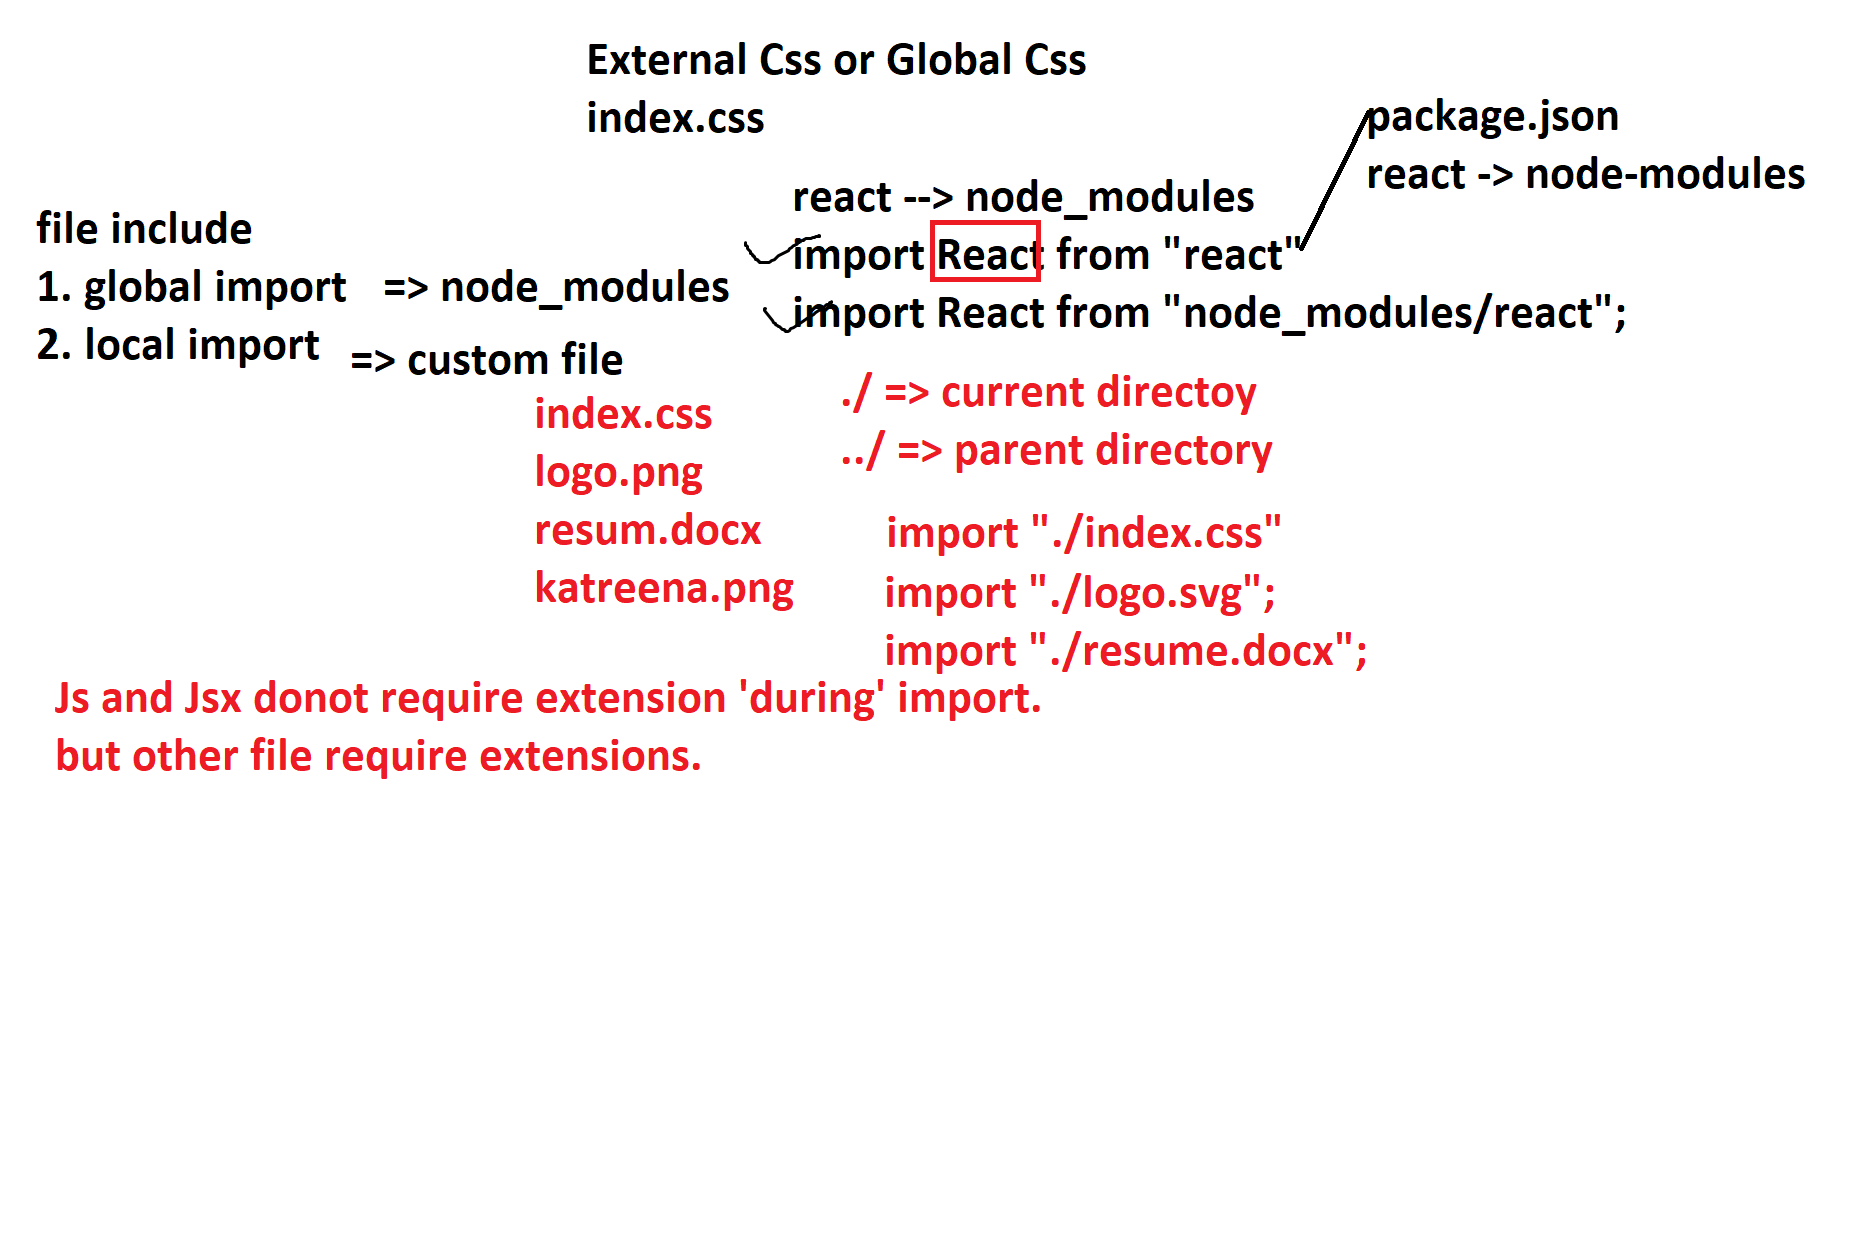 External Css or Global Css
index.css
package.json
react -> node-modules
react --> node_modules
import React from "react"
import React from "node_modules/react";
file include
1. global import => node_modules
2. local import => custom file
index.css
logo.png
resum.docx
katreena.png
./ => current directoy
../ => parent directory
import "./index.css"
import "./logo.svg";
import "./resume.docx";
Js and Jsx donot require extension 'during' import.
but other file require extensions.